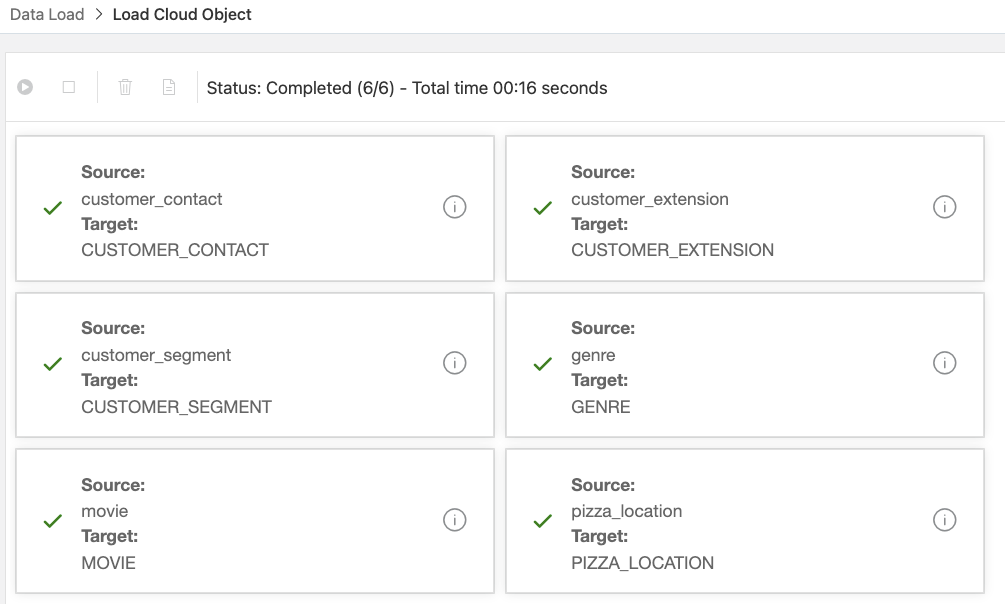 Data Load > Load Cloud Object
Status: Completed (6/6) - Total time 00:16 seconds
Source:
customer_contact
Target:
CUSTOMER_CONTACT
Source:
customer_extension
Target:
CUSTOMER_EXTENSION
Source:
customer_segment
Target:
CUSTOMER_SEGMENT
Source:
genre
Target:
GENRE
Source:
movie
Target:
MOVIE
Source:
pizza_location
Target:
PIZZA_LOCATION